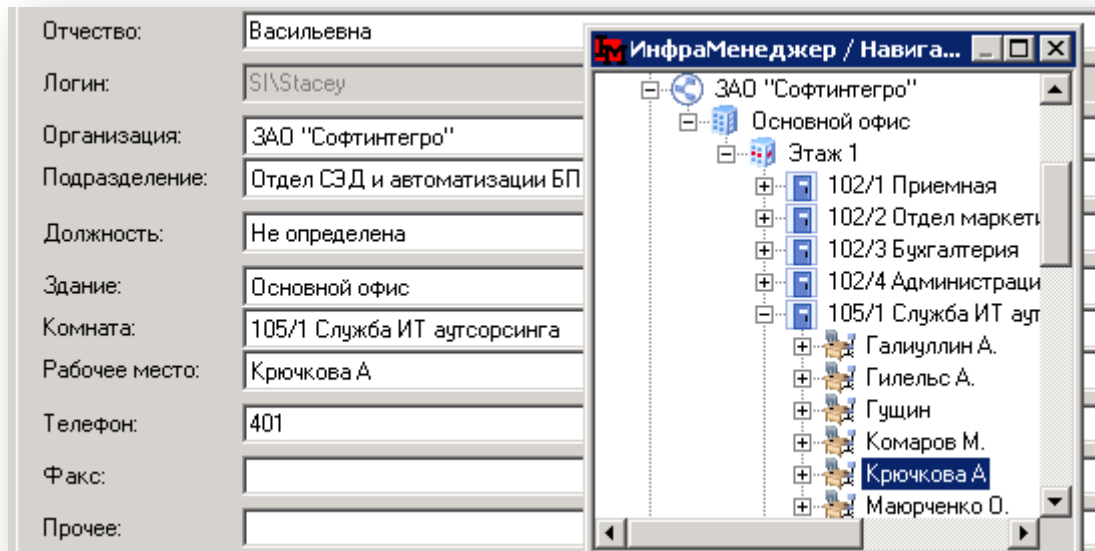 Отчество: Васильевна
Логин: SI\Stacey
Организация: ЗАО "Софтинтегро"
Подразделение: Отдел СЭД и автоматизации БП
Должность: Не определена
Здание: Основной офис
Комната: 105/1 Служба ИТ аутсорсинга
Рабочее место: Крючкова А
Телефон: 401
Факс:
Прочее:
ИнфраМенеджер / Навига...
ЗАО "Софтинтегро"
Основной офис
Этаж 1
102/1 Приемная
102/2 Отдел маркети
102/3 Бухгалтерия
102/4 Администраци
105/1 Служба ИТ аут
Галиуллин А.
Гилельс А.
Гущин
Комаров М.
Крючкова А
Маюрченко О.